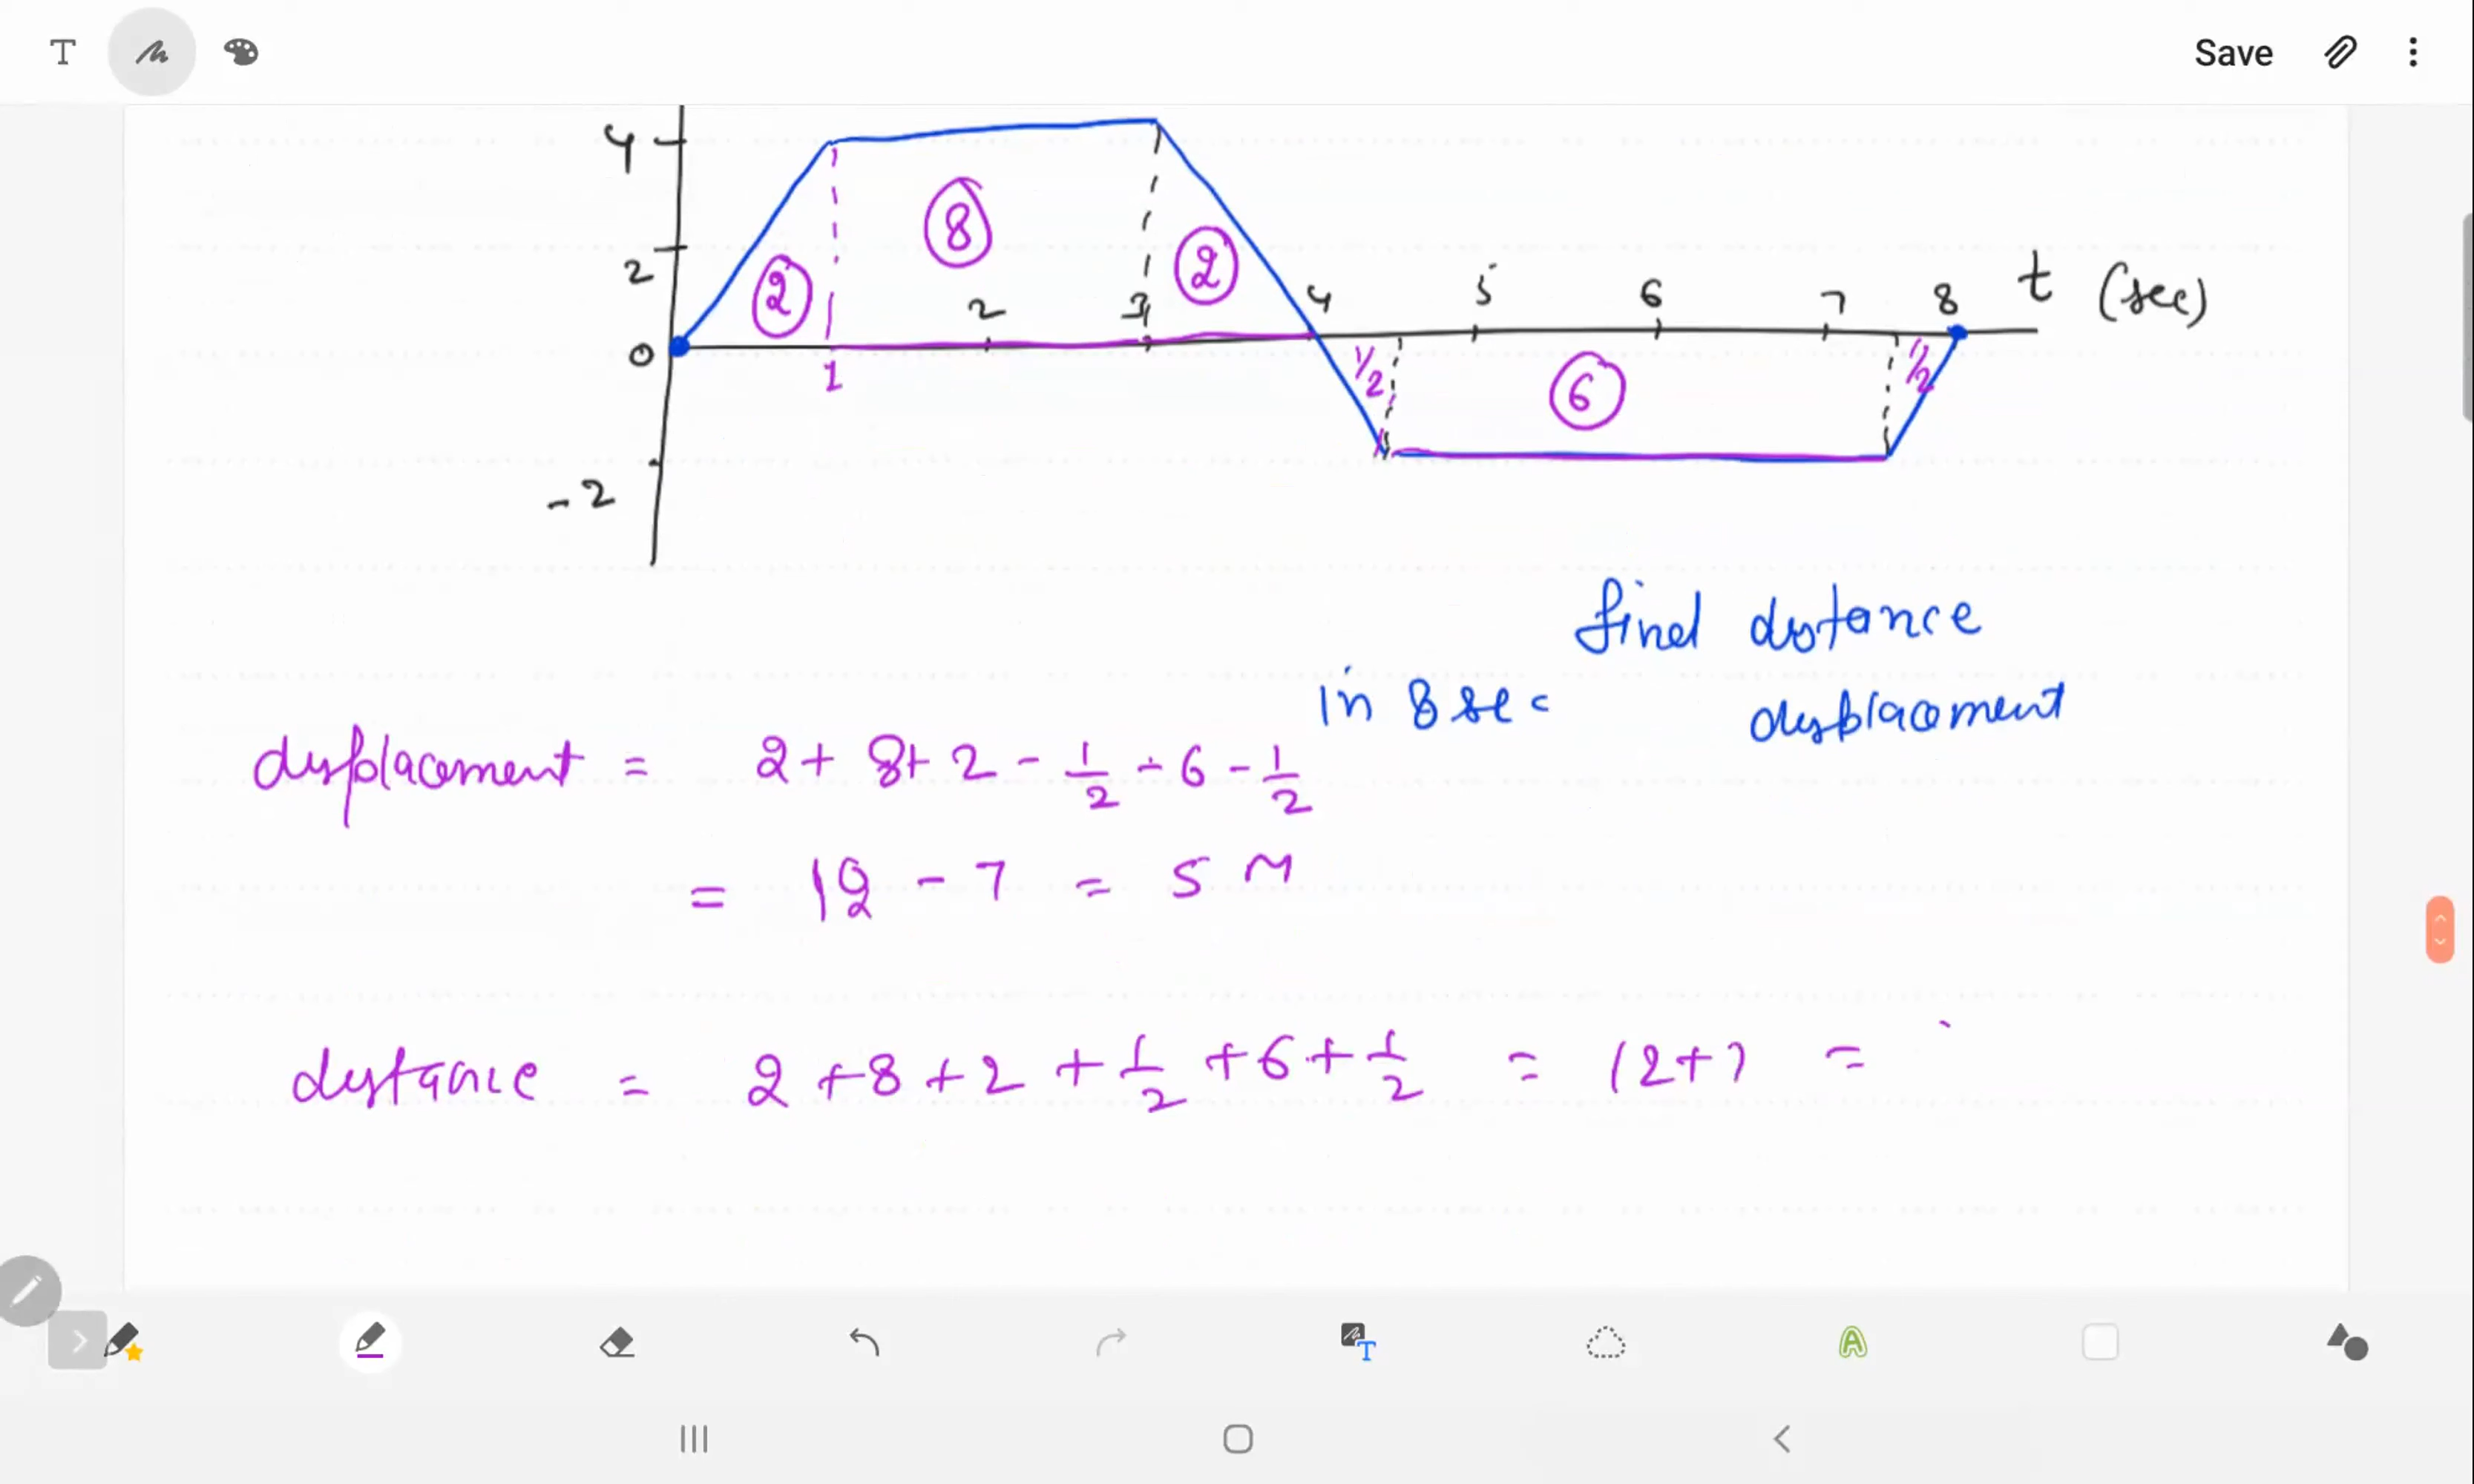 T Save
4
8
2
2 2
2 3 4 5 6 7 8 t (sec)
0
1 1/2 6 1/2
-2
find distance
in 8 sec displacement
displacement = 2 + 8 + 2 - 1/2 - 6 - 1/2
= 12 - 7 = 5 m
distance = 2 + 8 + 2 + 1/2 + 6 + 1/2 = 12 + 7 =
T A